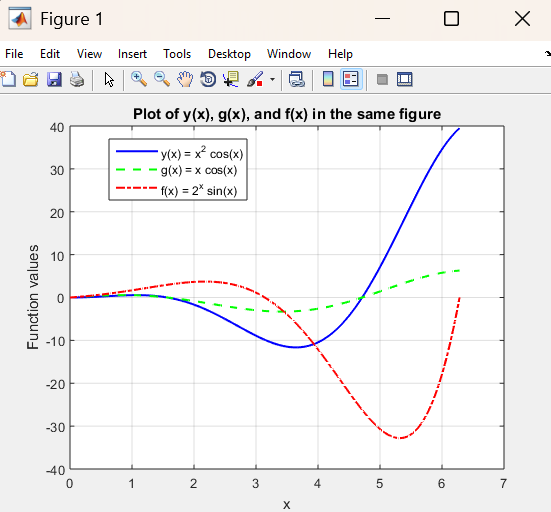 Figure 1
File Edit View Insert Tools Desktop Window Help
Plot of y(x), g(x), and f(x) in the same figure
y(x) = x² cos(x)
g(x) = x cos(x)
f(x) = 2ˣ sin(x)
Function values
40
30
20
10
0
-10
-20
-30
-40
0 1 2 3 4 5 6 7
x